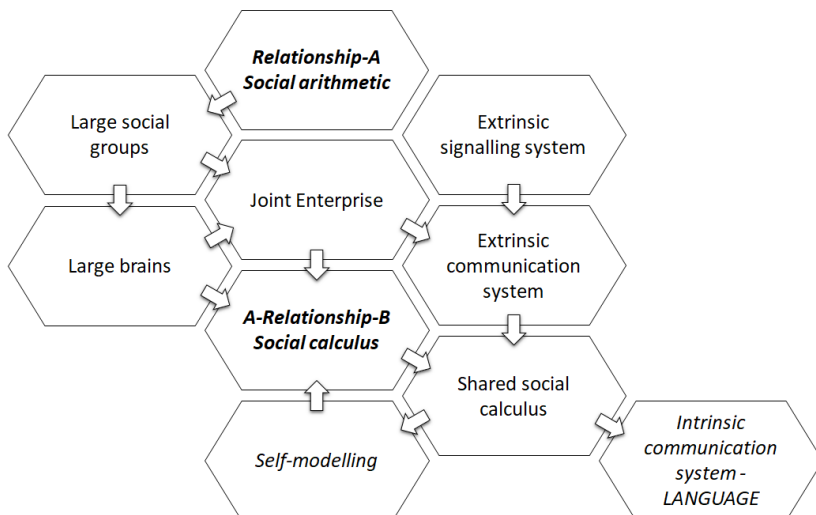 Relationship-A
Social arithmetic
Large social
groups
Extrinsic
signalling system
Joint Enterprise
Large brains
Extrinsic
communication
system
A-Relationship-B
Social calculus
Shared social
calculus
Self-modelling
Intrinsic
communication
system -
LANGUAGE